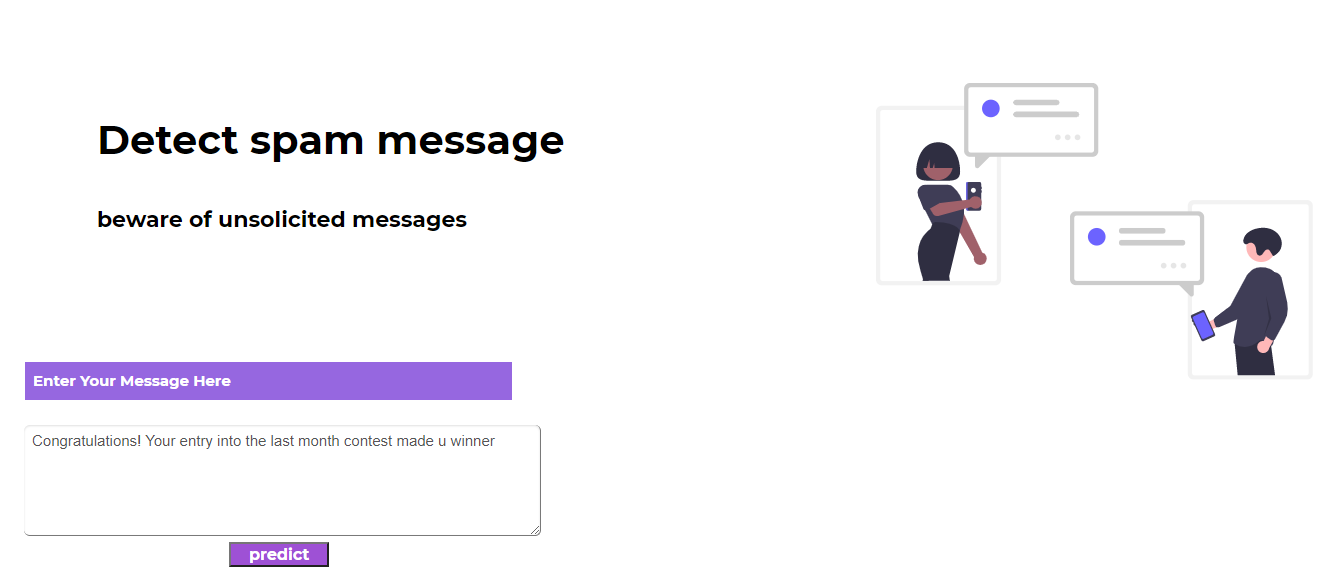 Detect spam message
beware of unsolicited messages
Enter Your Message Here
Congratulations! Your entry into the last month contest made u winner
predict